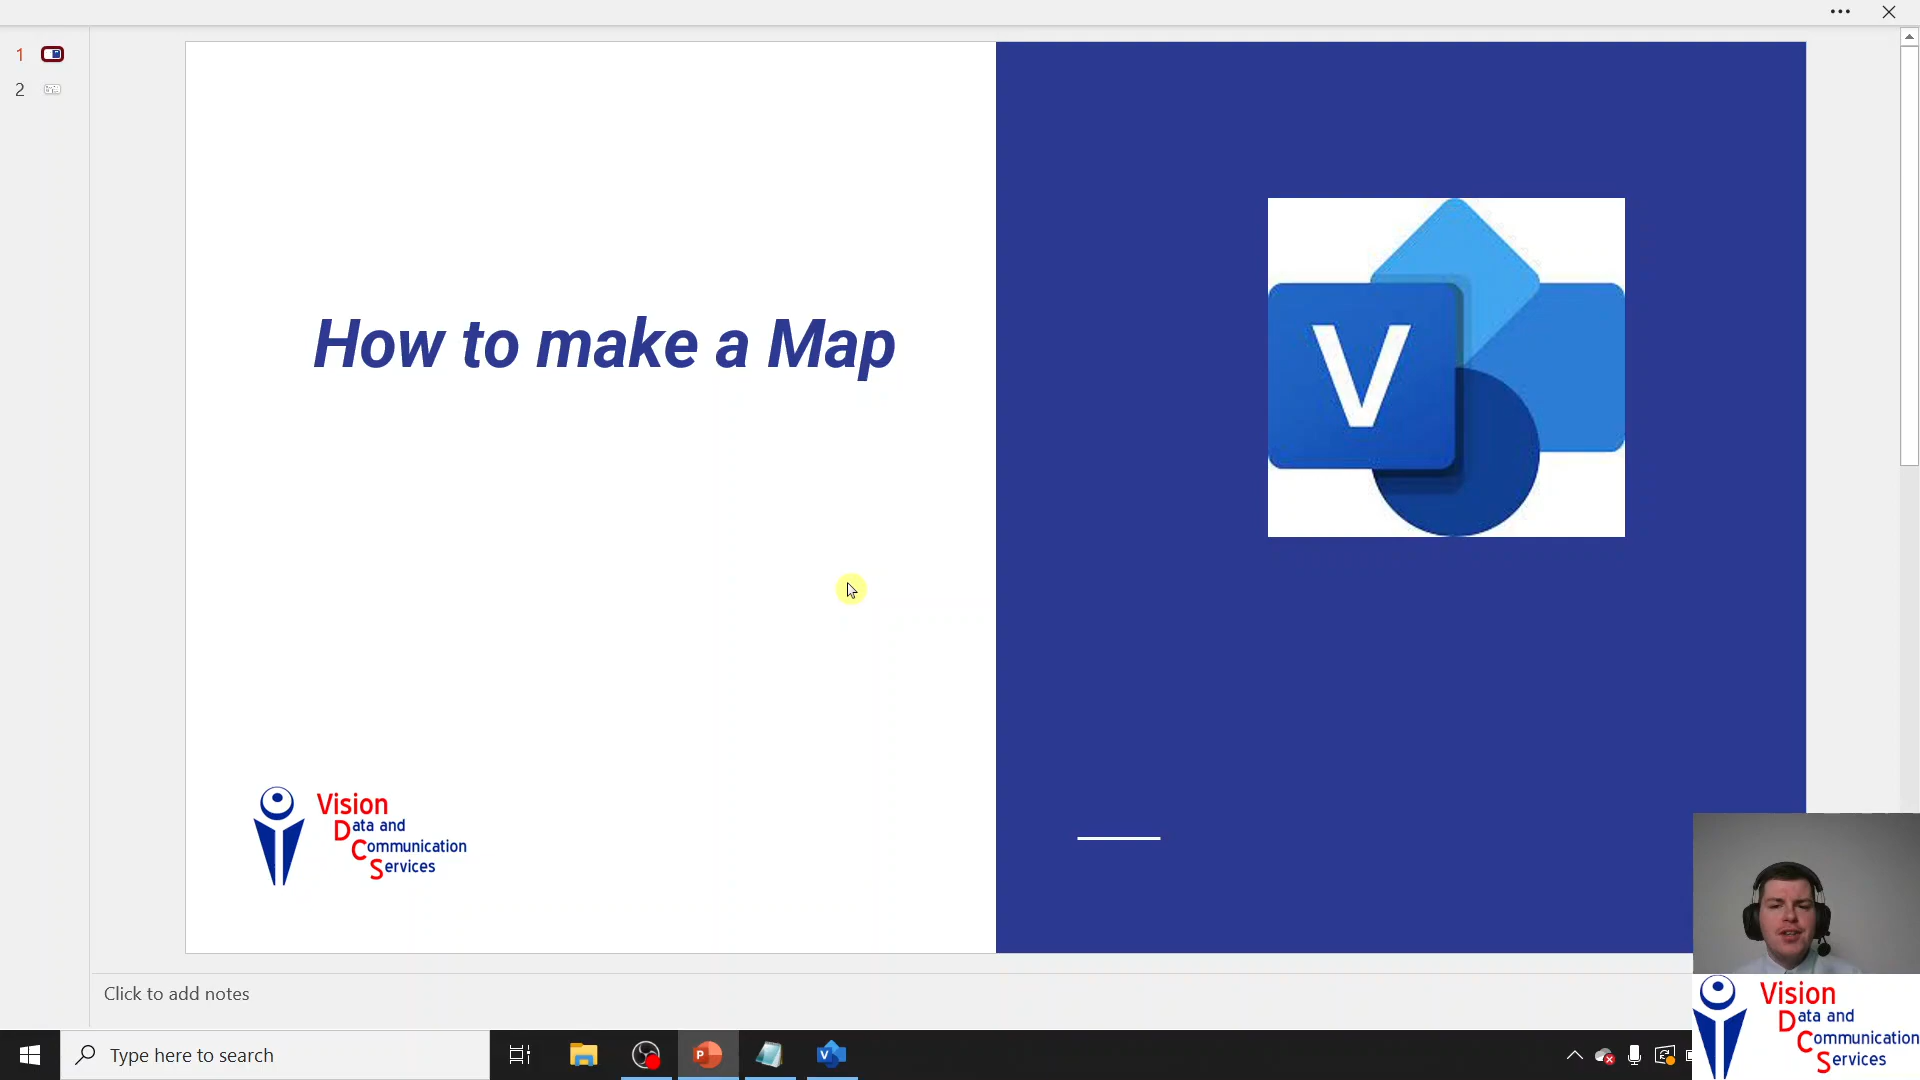 1
2
How to make a Map
V
Vision
Data and
Communication
Services
Click to add notes
Type here to search
P
V
Vision
Data and
Communication
Services